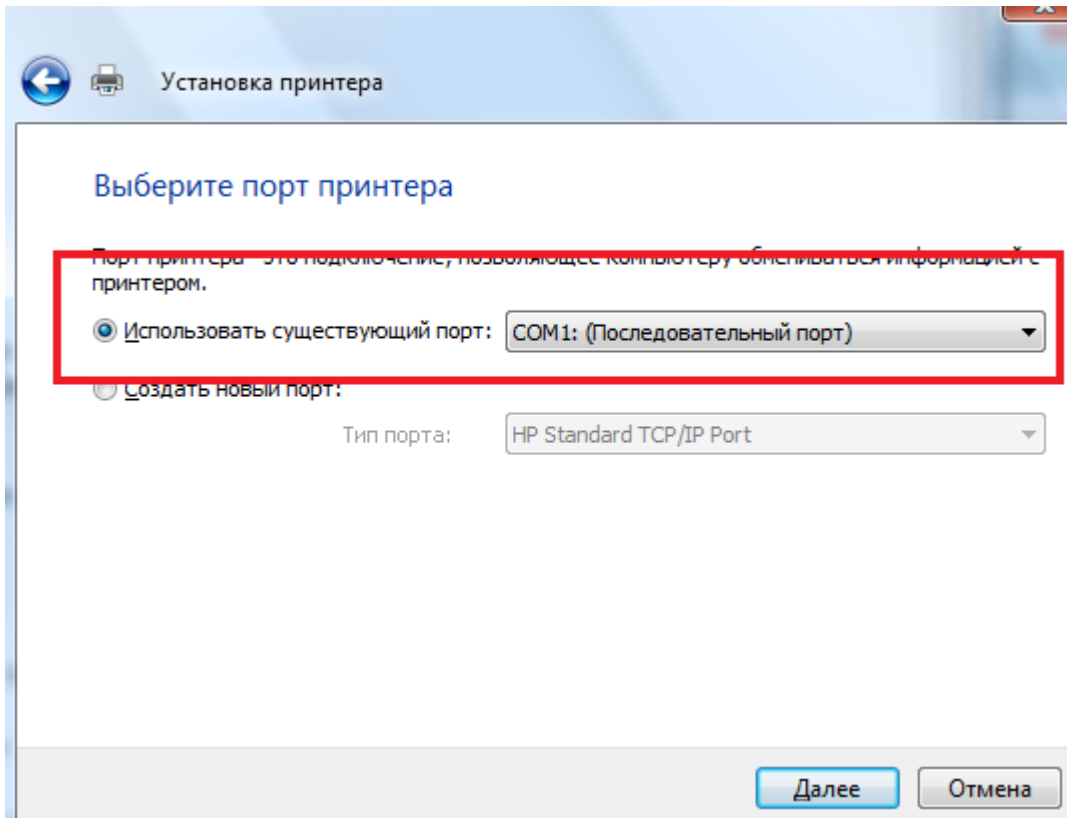 Установка принтера
Выберите порт принтера
Порт принтера - это подключение, позволяющее компьютеру обмениваться информацией с
принтером.
Использовать существующий порт: COM1: (Последовательный порт)
Создать новый порт:
Тип порта: HP Standard TCP/IP Port
Далее Отмена